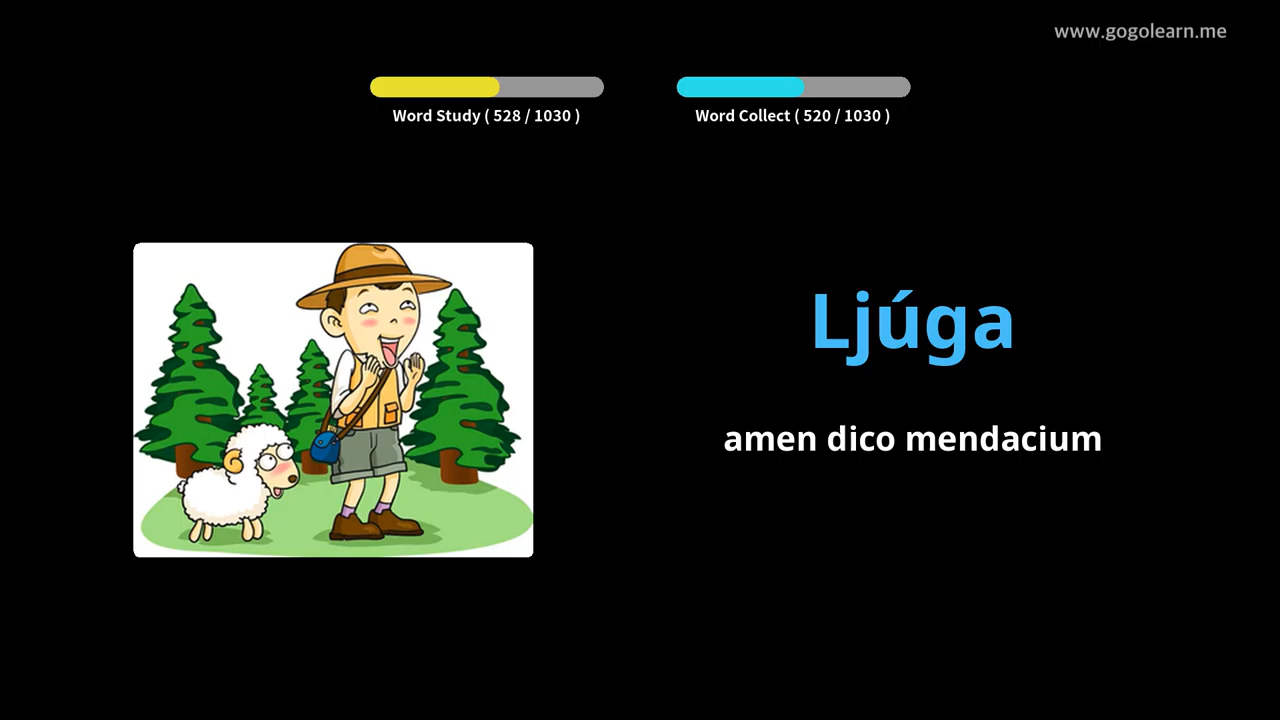 www.gogolearn.me
Word Study ( 528 / 1030 )
Word Collect ( 520 / 1030 )
Ljúga
amen dico mendacium